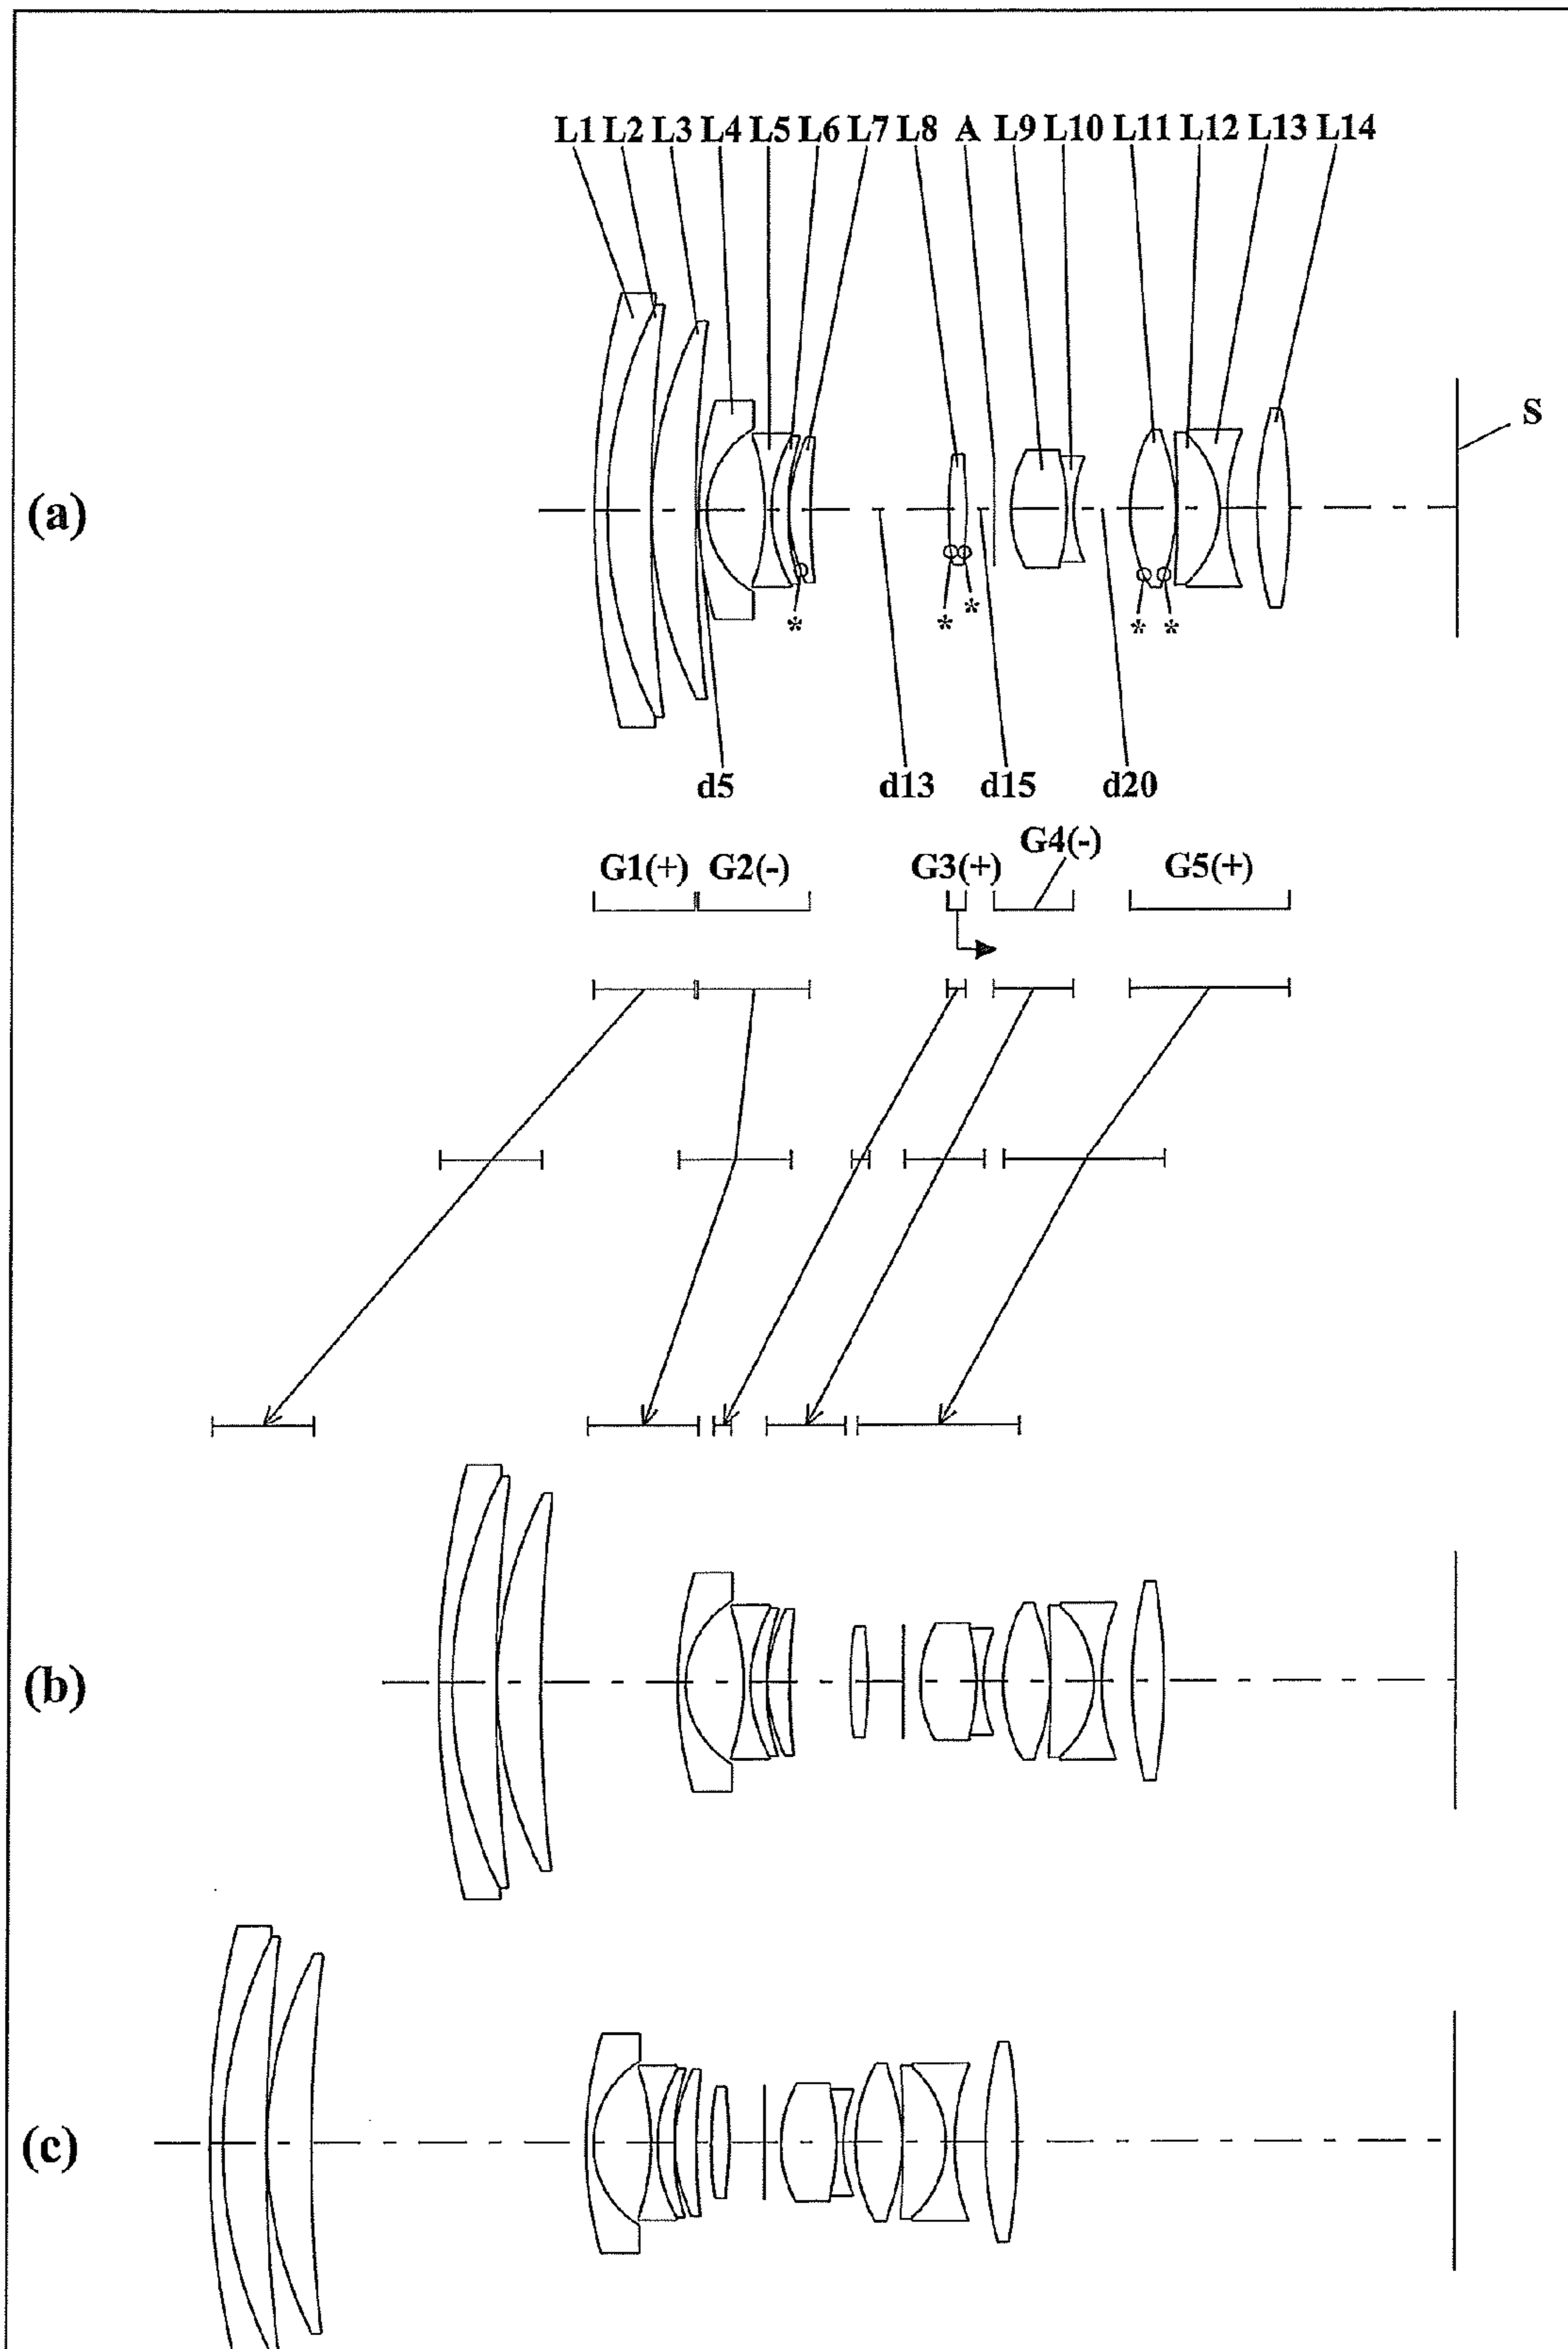 L1 L2 L3 L4 L5 L6 L7 L8 A L9 L10 L11 L12 L13 L14
S
(a)
* * * * *
d5 d13 d15 d20
G4(-)
G1(+) G2(-) G3(+) G5(+)
(b)
(c)